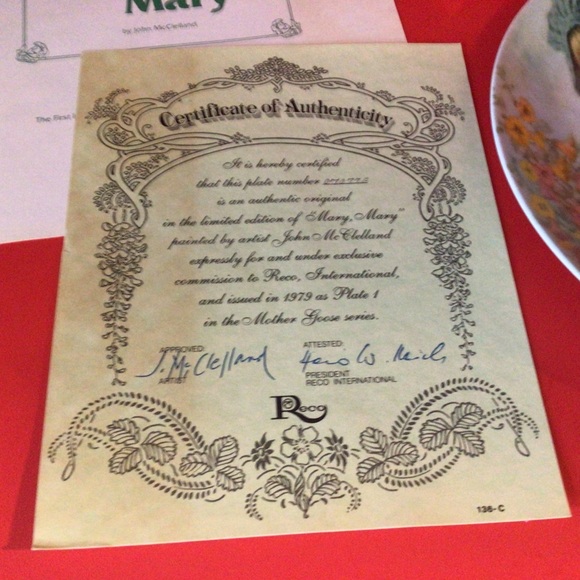 Mary
by John McClelland
The first
Certificate of Authenticity
It is hereby certified
that this plate number
is an authentic original
in the limited edition of "Mary, Mary"
painted by artist John McClelland
expressly for and under exclusive
commission to Reco, International,
and issued in 1979 as Plate 1
in the Mother Goose series.
APPROVED: ATTESTED:
J. McClelland
ARTIST PRESIDENT
RECO INTERNATIONAL
Reco
136-C